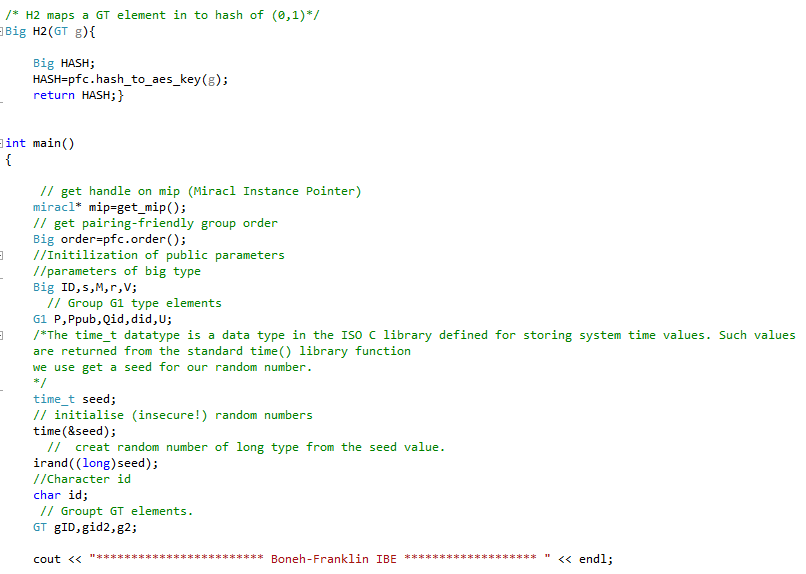 /* H2 maps a GT element in to hash of (0,1)*/
Big H2(GT g){
Big HASH;
HASH=pfc.hash_to_aes_key(g);
return HASH;}
int main()
{
// get handle on mip (Miracl Instance Pointer)
miracl* mip=get_mip();
// get pairing-friendly group order
Big order=pfc.order();
//Initilization of public parameters
//parameters of big type
Big ID,s,M,r,V;
// Group G1 type elements
G1 P,Ppub,Qid,did,U;
/*The time_t datatype is a data type in the ISO C library defined for storing system time values. Such values
are returned from the standard time() library function
we use get a seed for our random number.
*/
time_t seed;
// initialise (insecure!) random numbers
time(&seed);
//  creat random number of long type from the seed value.
irand((long)seed);
//Character id
char id;
// Groupt GT elements.
GT gID,gid2,g2;
cout << "************************ Boneh-Franklin IBE ******************* " << endl;